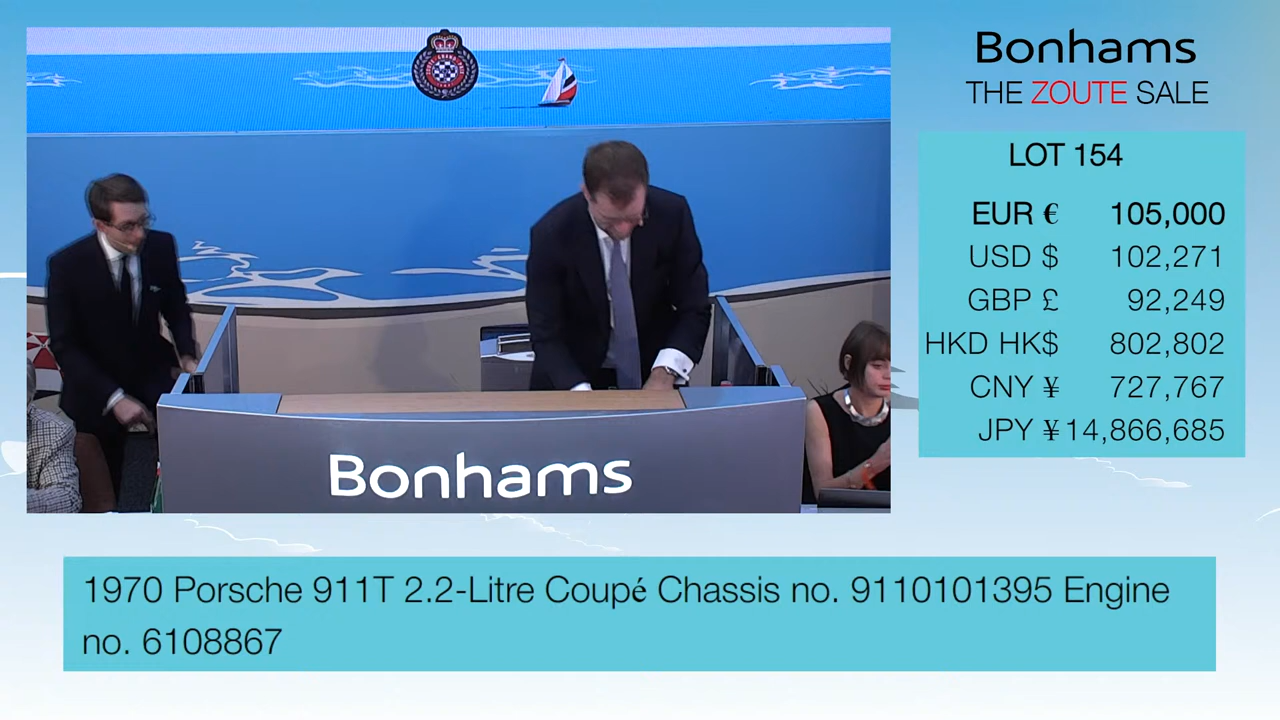 Bonhams
THE ZOUTE SALE
LOT 154
EUR € 105,000
USD $ 102,271
GBP £ 92,249
HKD HK$ 802,802
CNY ¥ 727,767
JPY ¥ 14,866,685
Bonhams
1970 Porsche 911T 2.2-Litre Coupé Chassis no. 9110101395 Engine
no. 6108867